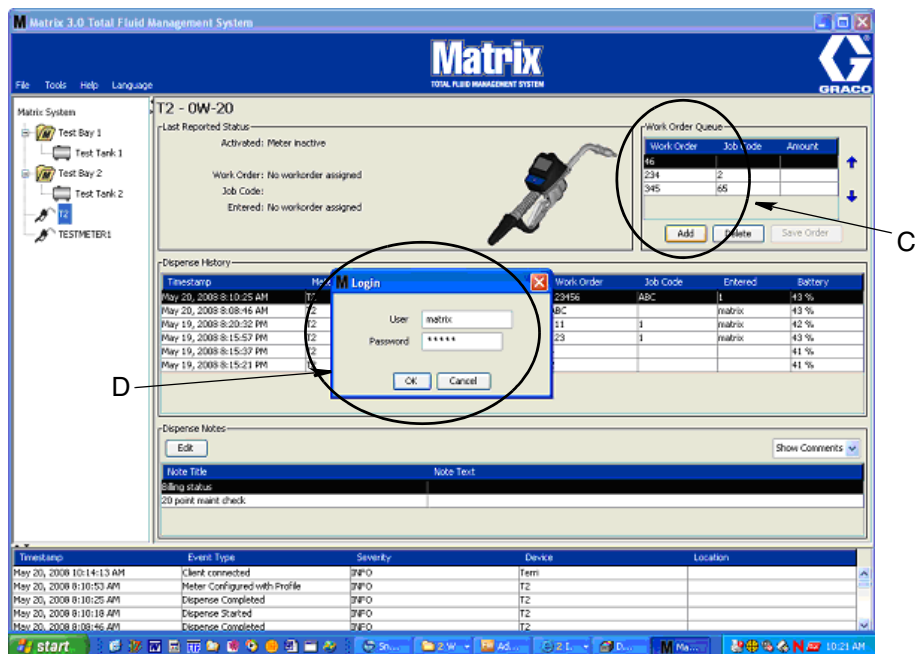 Matrix 3.0 Total Fluid Management System
Matrix
TOTAL FLUID MANAGEMENT SYSTEM
GRACO
File Tools Help Language
Matrix System
Test Bay 1
Test Tank 1
Test Bay 2
Test Tank 2
T2
TESTMETER1
T2 - 0W-20
Last Reported Status
Activated: Meter inactive
Work Order: No workorder assigned
Job Code:
Entered: No workorder assigned
Work Order Queue
Work Order Job Code Amount
46
234 2
345 65
Add Delete Save Order
C
Dispense History
Timestamp Work Order Job Code Entered Battery
May 20, 2008 8:10:25 AM 23456 ABC 1 43 %
May 20, 2008 8:08:46 AM T2 matrix 43 %
May 19, 2008 8:20:32 PM T2 11 1 matrix 42 %
May 19, 2008 8:15:57 PM T2 23 1 matrix 43 %
May 19, 2008 8:15:37 PM T2 41 %
May 19, 2008 8:15:21 PM 41 %
Login
User matrix
Password *****
OK Cancel
D
Dispense Notes
Edit Show Comments
Note Title Note Text
Billing status
20 point maint check
Timestamp Event Type Severity Device Location
May 20, 2008 10:14:13 AM Client connected INFO Terri
May 20, 2008 8:10:53 AM Meter Configured with Profile INFO T2
May 20, 2008 8:10:25 AM Dispense Completed INFO T2
May 20, 2008 8:10:18 AM Dispense Started INFO T2
May 20, 2008 8:08:46 AM Dispense Completed INFO T2
start Sn... 2 W... Ad... 2 I... D... Ma... 10:21 AM